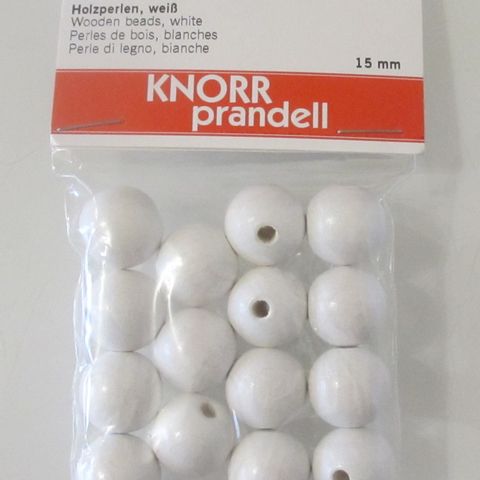 Holzperlen, weiß
Wooden beads, white
Perles de bois, blanches
Perle di legno, bianche
15 mm
KNORR
prandell